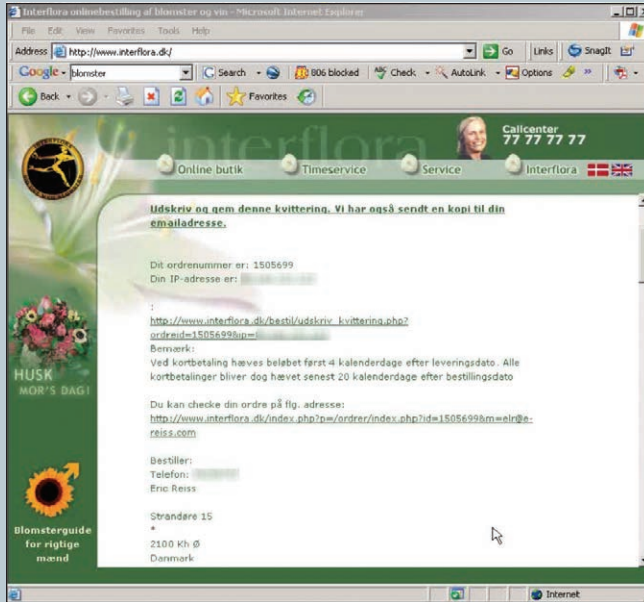 Interflora onlinebestilling af blomster og vin - Microsoft Internet Explorer
File Edit View Favorites Tools Help
Address http://www.interflora.dk/ Go Links SnagIt
Google - blomster Search 806 blocked Check AutoLink Options »
Back Favorites
interflora
Callcenter
77 77 77 77
Online butik Timeservice Service Interflora
Udskriv og gem denne kvittering. Vi har også sendt en kopi til din
emailadresse.
Dit ordrenummer er: 1505699
Din IP-adresse er:
:
http://www.interflora.dk/bestil/udskriv_kvittering.php?
ordreid=1505699&ip=
Bemærk:
Ved kortbetaling hæves beløbet først 4 kalenderdage efter leveringsdato. Alle
kortbetalinger bliver dog hævet senest 20 kalenderdage efter bestillingsdato
HUSK
MOR'S DAG!
Du kan checke din ordre på flg. adresse:
http://www.interflora.dk/index.php?p=/ordrer/index.php?id=1505699&m=elr@e-
reiss.com
Bestiller:
Telefon:
Eric Reiss
Strandøre 15
*
2100 Kh Ø
Danmark
Blomsterguide
for rigtige
mænd
Internet